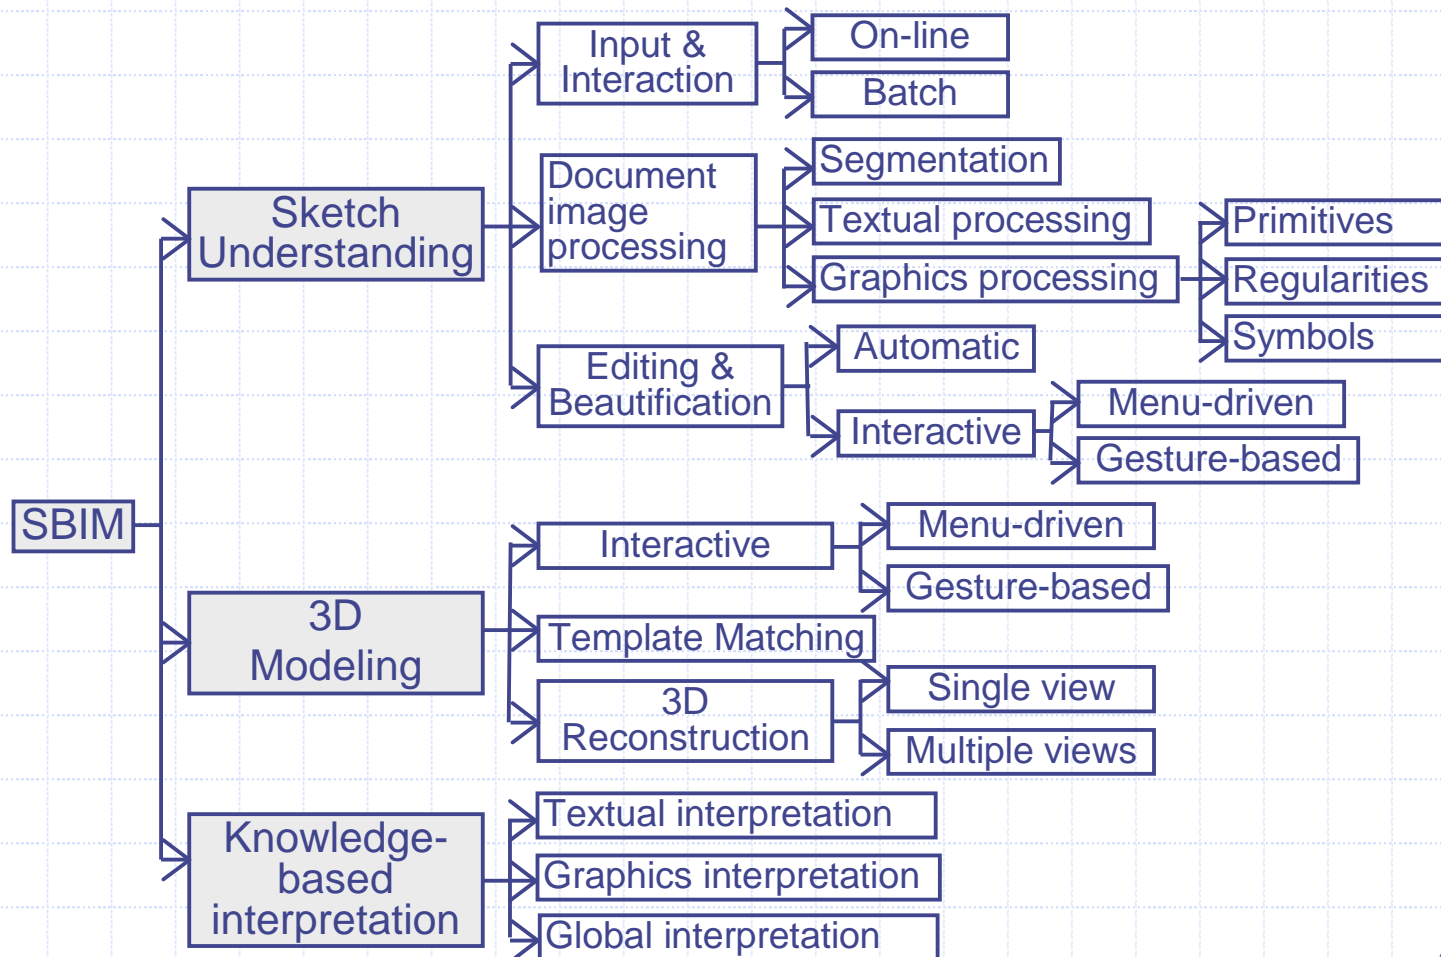 SBIM
Sketch
Understanding
Input &
Interaction
On-line
Batch
Document
image
processing
Segmentation
Textual processing
Graphics processing
Primitives
Regularities
Symbols
Editing &
Beautification
Automatic
Interactive
Menu-driven
Gesture-based
3D
Modeling
Interactive
Menu-driven
Gesture-based
Template Matching
3D
Reconstruction
Single view
Multiple views
Knowledge-
based
interpretation
Textual interpretation
Graphics interpretation
Global interpretation